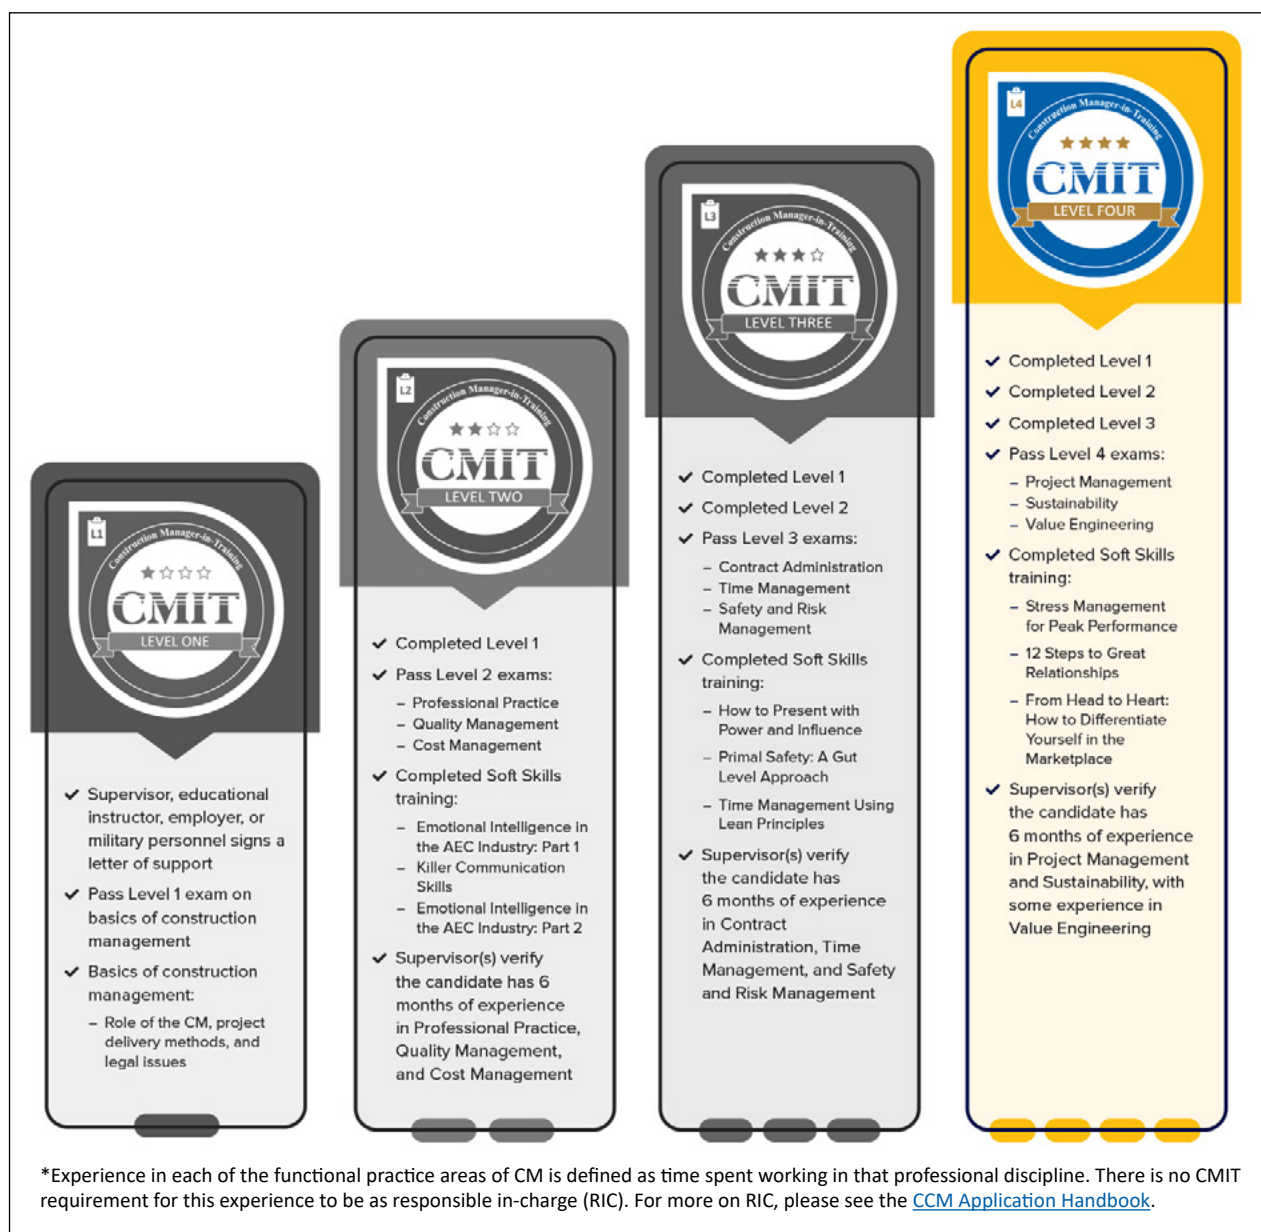 L1
Construction Manager-in-Training
CMIT
LEVEL ONE
✔ Supervisor, educational
instructor, employer, or
military personnel signs a
letter of support
✔ Pass Level 1 exam on
basics of construction
management
✔ Basics of construction
management:
– Role of the CM, project
delivery methods, and
legal issues
L2
Construction Manager-in-Training
CMIT
LEVEL TWO
✔ Completed Level 1
✔ Pass Level 2 exams:
– Professional Practice
– Quality Management
– Cost Management
✔ Completed Soft Skills
training:
– Emotional Intelligence in
the AEC Industry: Part 1
– Killer Communication
Skills
– Emotional Intelligence in
the AEC Industry: Part 2
✔ Supervisor(s) verify
the candidate has 6
months of experience
in Professional Practice,
Quality Management,
and Cost Management
L3
Construction Manager-in-Training
CMIT
LEVEL THREE
✔ Completed Level 1
✔ Completed Level 2
✔ Pass Level 3 exams:
– Contract Administration
– Time Management
– Safety and Risk
Management
✔ Completed Soft Skills
training:
– How to Present with
Power and Influence
– Primal Safety: A Gut
Level Approach
– Time Management Using
Lean Principles
✔ Supervisor(s) verify
the candidate has
6 months of experience
in Contract
Administration, Time
Management, and Safety
and Risk Management
L4
Construction Manager-in-Training
CMIT
LEVEL FOUR
✔ Completed Level 1
✔ Completed Level 2
✔ Completed Level 3
✔ Pass Level 4 exams:
– Project Management
– Sustainability
– Value Engineering
✔ Completed Soft Skills
training:
– Stress Management
for Peak Performance
– 12 Steps to Great
Relationships
– From Head to Heart:
How to Differentiate
Yourself in the
Marketplace
✔ Supervisor(s) verify
the candidate has
6 months of experience
in Project Management
and Sustainability, with
some experience in
Value Engineering
*Experience in each of the functional practice areas of CM is defined as time spent working in that professional discipline. There is no CMIT
requirement for this experience to be as responsible in-charge (RIC). For more on RIC, please see the CCM Application Handbook.